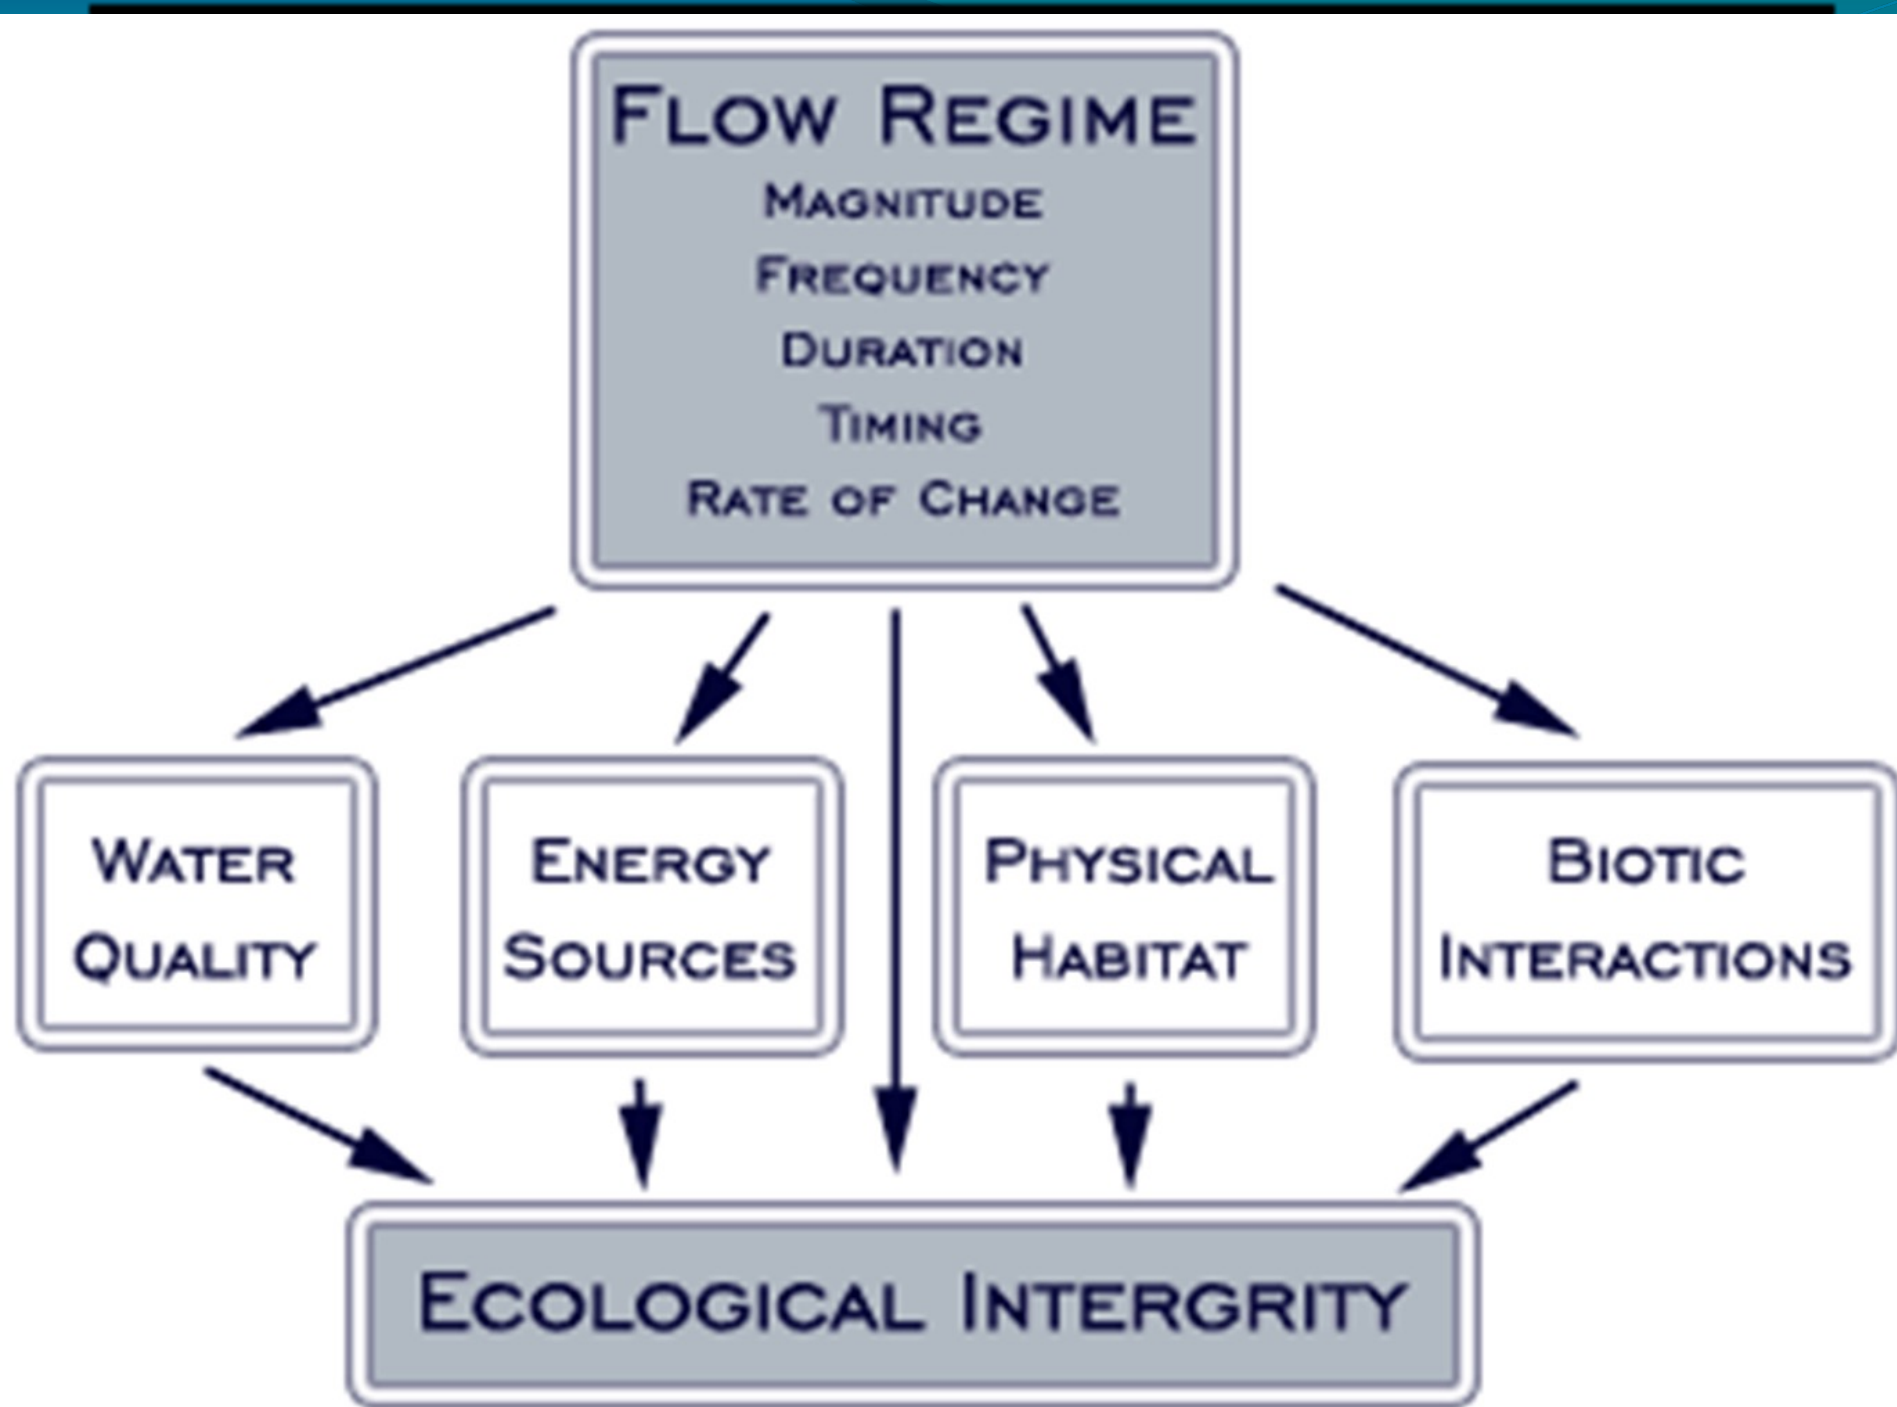 FLOW REGIME
MAGNITUDE
FREQUENCY
DURATION
TIMING
RATE OF CHANGE
WATER
QUALITY
ENERGY
SOURCES
PHYSICAL
HABITAT
BIOTIC
INTERACTIONS
ECOLOGICAL INTERGRITY